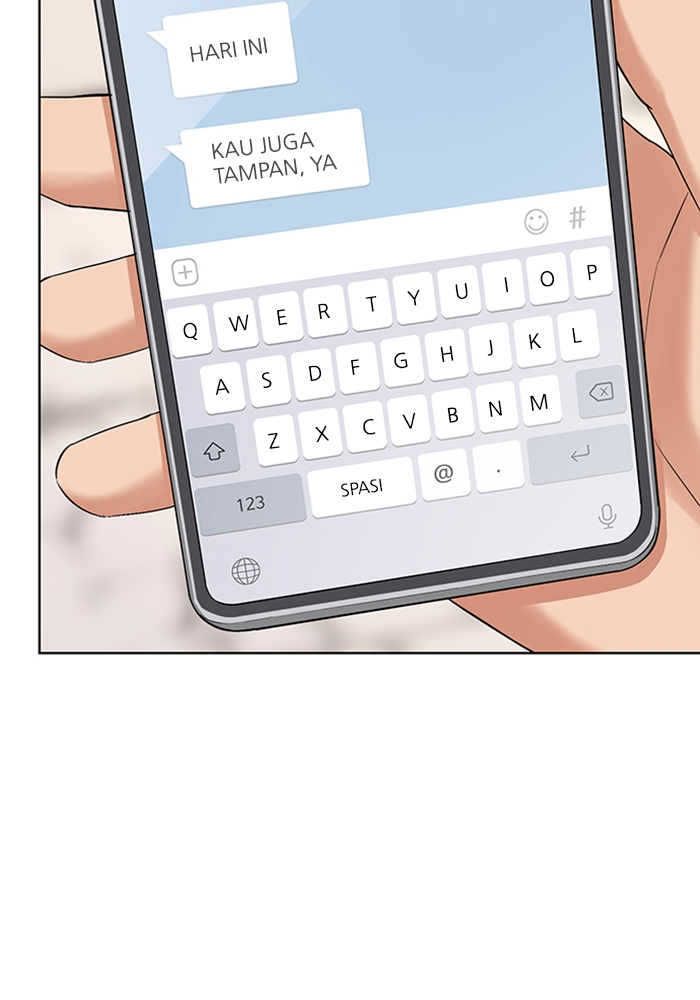 HARI INI
KAU JUGA
TAMPAN, YA
Q W E R T Y U I O P
A S D F G H J K L
Z X C V B N M
123 SPASI @ .